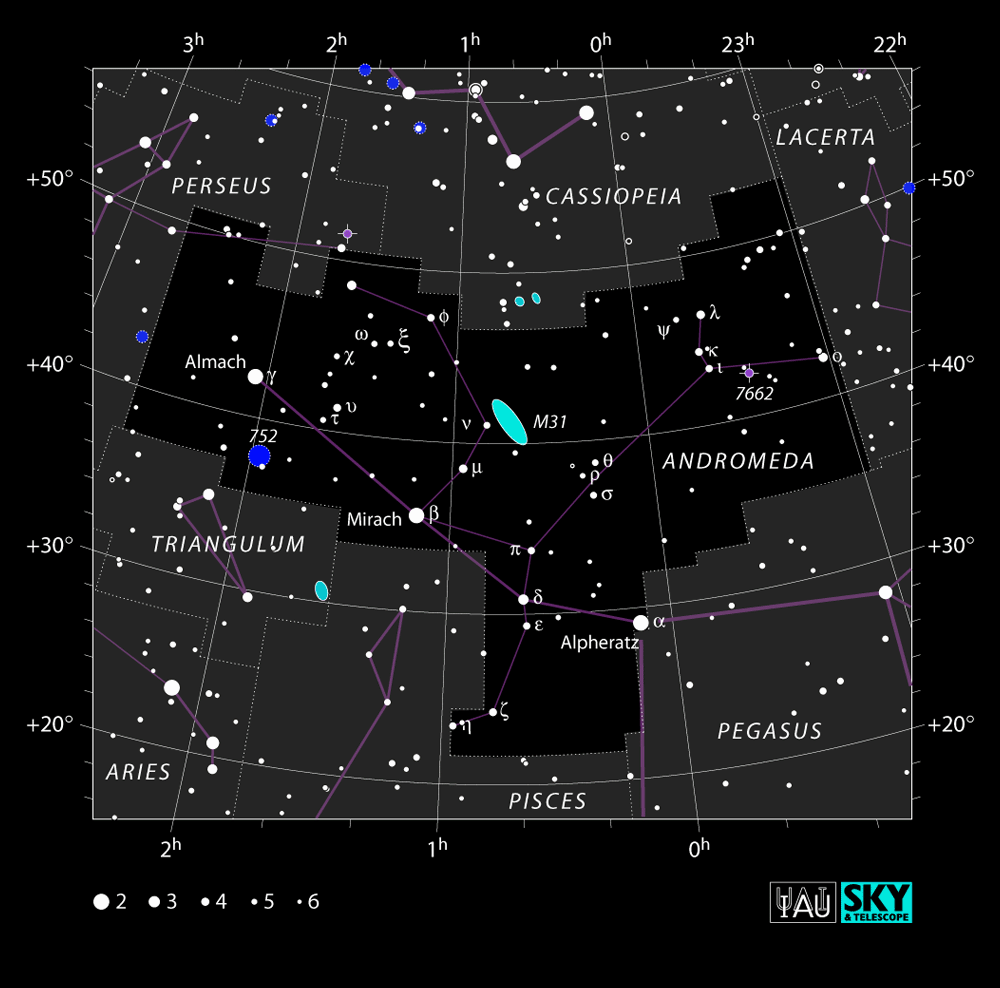 3h 2h 1h 0h 23h 22h
LACERTA
+50° PERSEUS CASSIOPEIA +50°
λ
ϕ ψ
ω ξ
κ
χ ο
+40° Almach γ ι +40°
7662
υ
τ
ν M31
752
θ ANDROMEDA
μ ρ
σ
Mirach β
+30° TRIANGULUM π +30°
δ
ε α
Alpheratz
ζ
+20° η PEGASUS +20°
ARIES
PISCES
2h 1h 0h
2 3 4 5 6
IAU SKY
& TELESCOPE